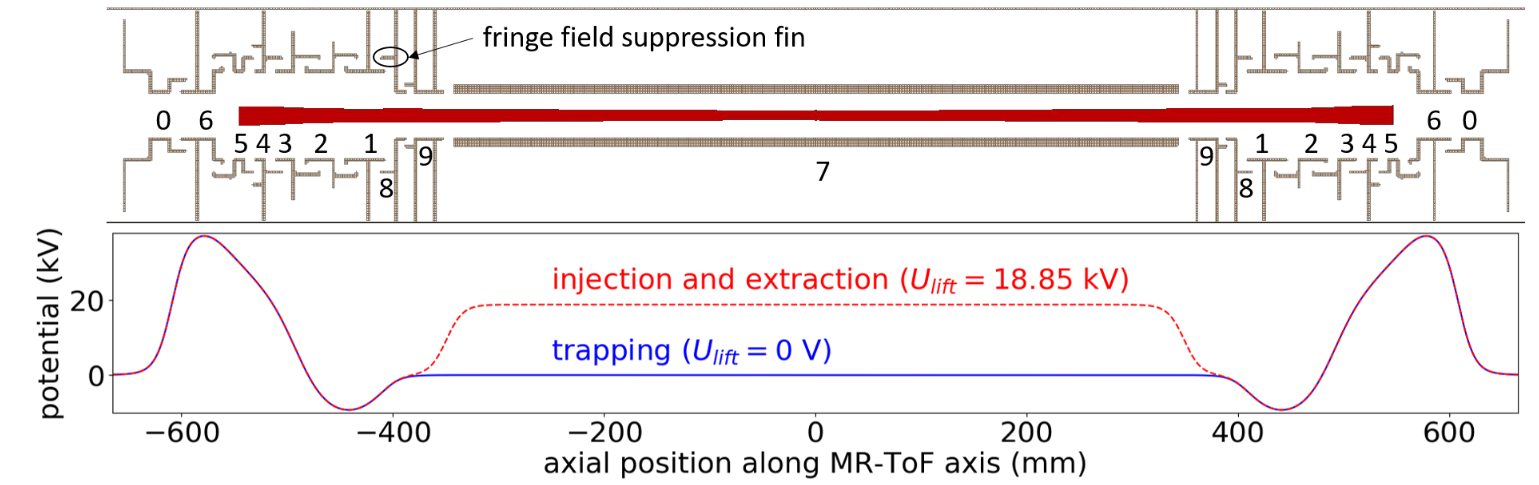 fringe field suppression fin
0 6 6 0
5 4 3 2 1 9 9 1 2 3 4 5
8 7 8
potential (kV)
20
0
injection and extraction (U_lift = 18.85 kV)
trapping (U_lift = 0 V)
−600 −400 −200 0 200 400 600
axial position along MR-ToF axis (mm)